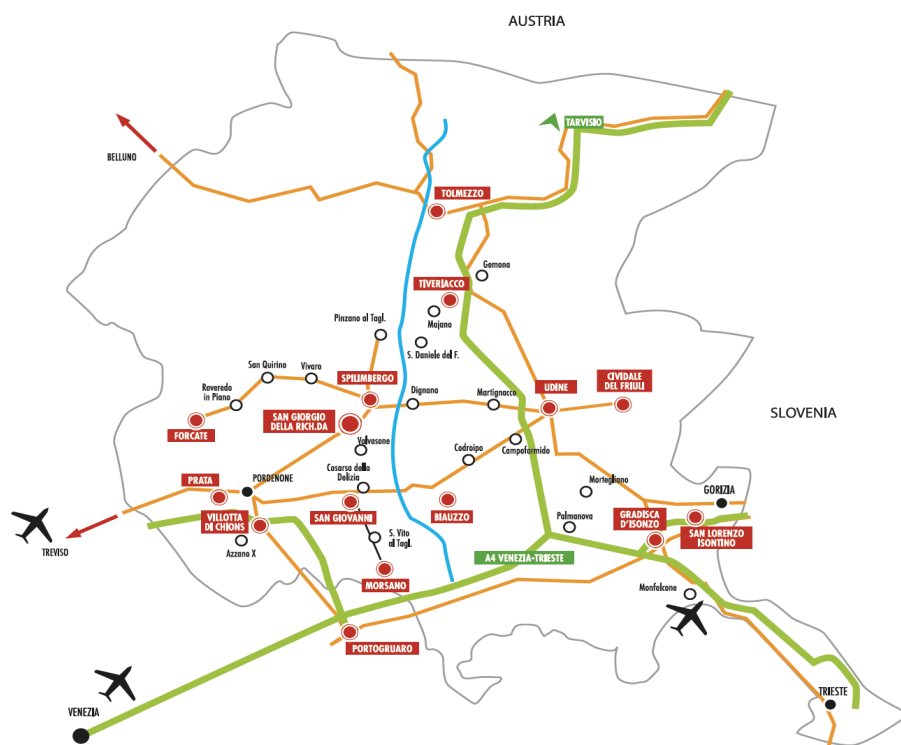 AUSTRIA
TARVISIO
BELLUNO
TOLMEZZO
Gemona
TIVERIACCO
Majano
Pinzano al Tagl.
S. Daniele del F.
San Quirino
Vivaro
SPILIMBERGO
Roveredo
in Piano
Dignano
Martignacco
UDINE
CIVIDALE
DEL FRIULI
SLOVENIA
FORCATE
SAN GIORGIO
DELLA RICH.DA
Valvasone
Codroipo
Campoformido
Casarsa della
Delizia
PRATA
PORDENONE
Mortegliano
GORIZIA
VILLOTTA
DI CHIONS
SAN GIOVANNI
BIAUZZO
Palmanova
GRADISCA
D'ISONZO
SAN LORENZO
ISONTINO
TREVISO
Azzano X
S. Vito
al Tagl.
A4 VENEZIA-TRIESTE
MORSANO
Monfalcone
PORTOGRUARO
TRIESTE
VENEZIA